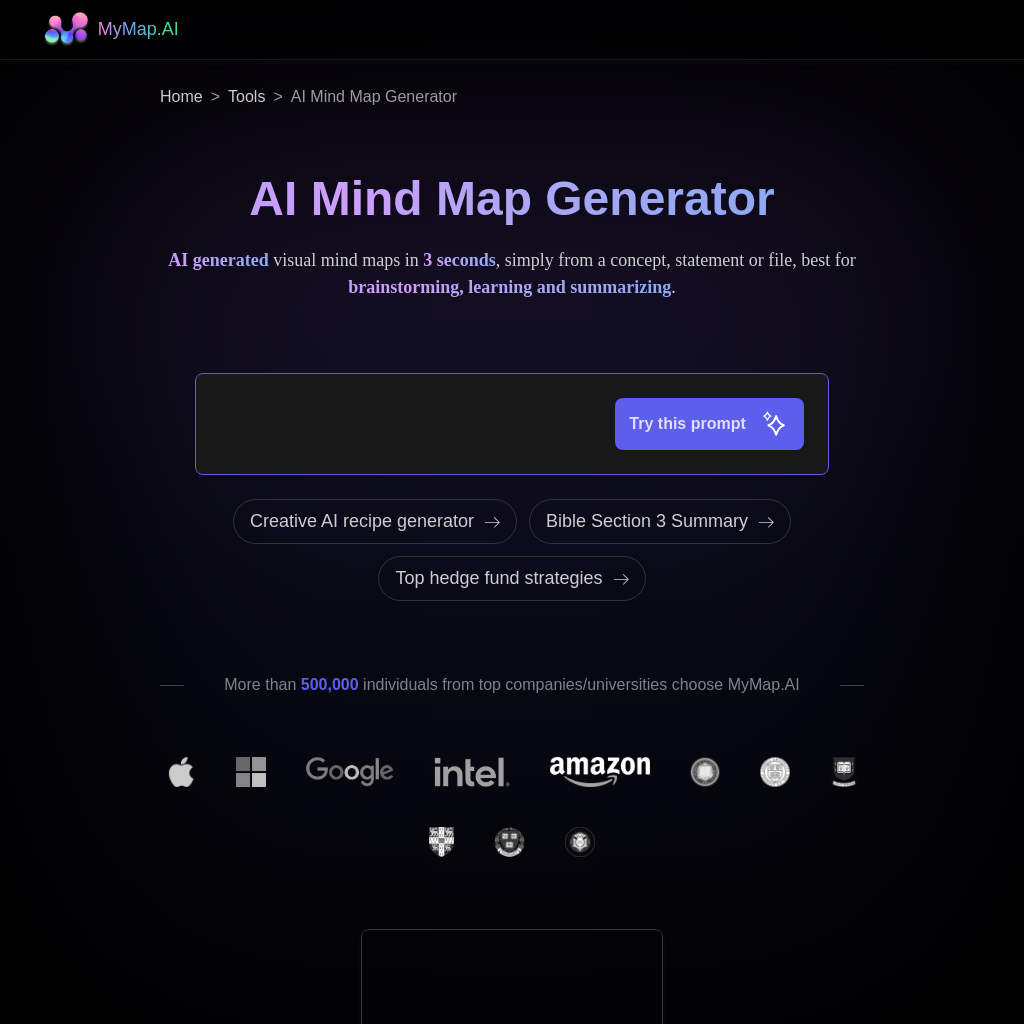 MyMap.AI
Home > Tools > AI Mind Map Generator
AI Mind Map Generator
AI generated visual mind maps in 3 seconds, simply from a concept, statement or file, best for
brainstorming, learning and summarizing.
Try this prompt
Creative AI recipe generator →
Bible Section 3 Summary →
Top hedge fund strategies →
More than 500,000 individuals from top companies/universities choose MyMap.AI
Google
intel.
amazon